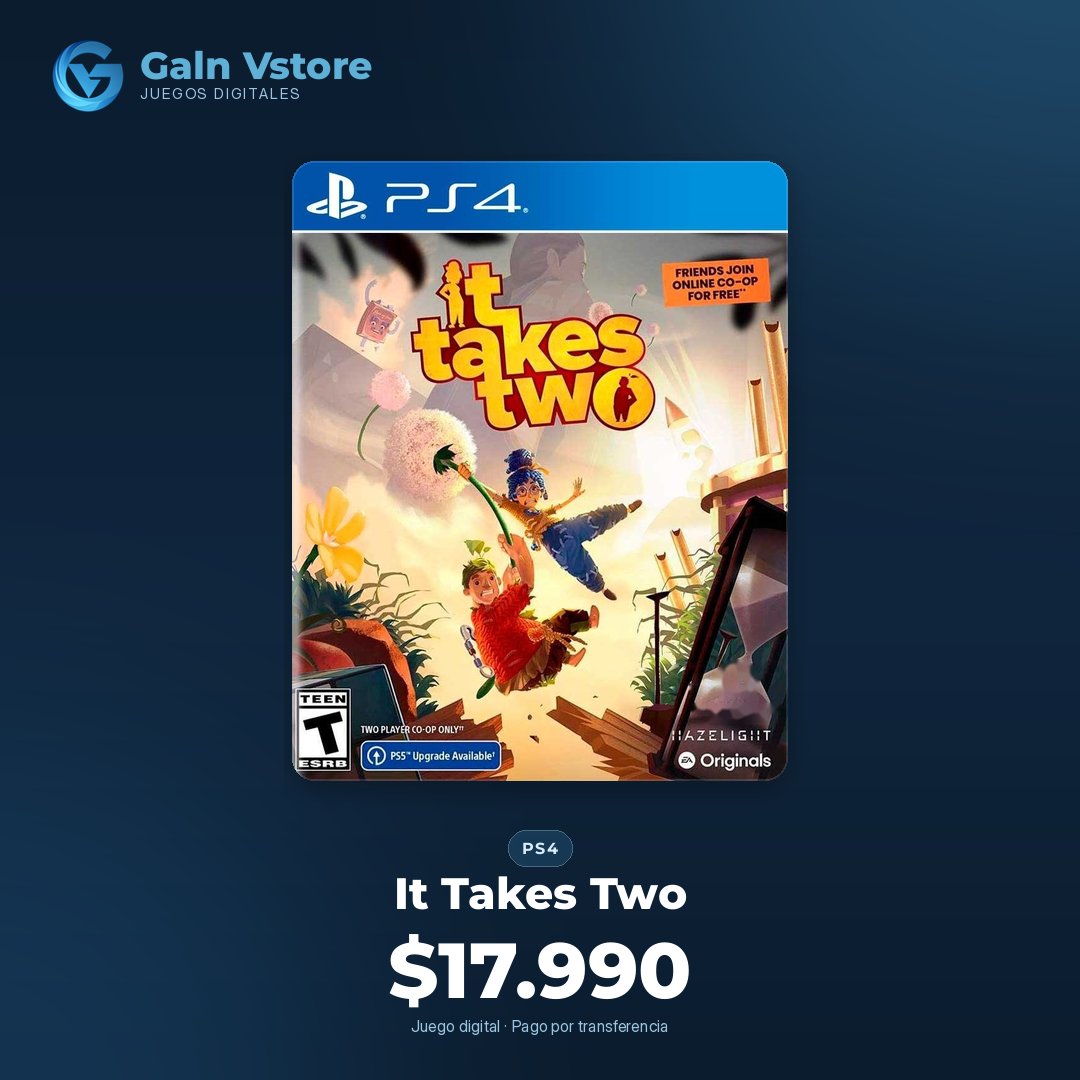 Galn Vstore
JUEGOS DIGITALES
PS4
it
takes
two
FRIENDS JOIN
ONLINE CO-OP
FOR FREE**
TWO PLAYER CO-OP ONLY††
PS5™ Upgrade Available†
TEEN
T
ESRB
HAZELIGHT
EA Originals
PS4
It Takes Two
$17.990
Juego digital · Pago por transferencia